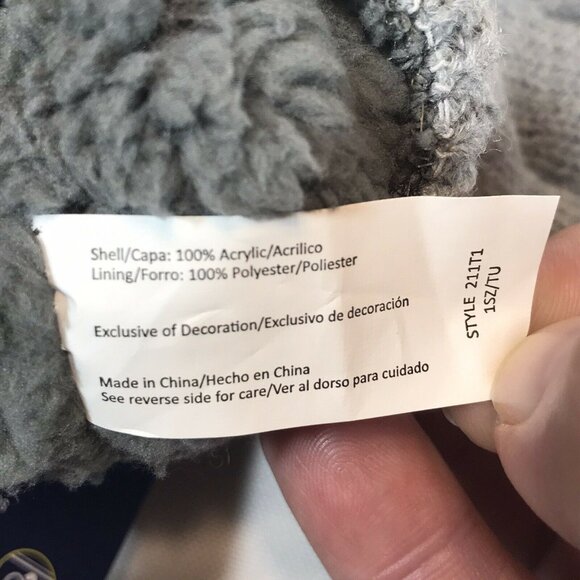 Shell/Capa: 100% Acrylic/Acrilico
Lining/Forro: 100% Polyester/Poliester
Exclusive of Decoration/Exclusivo de decoración
Made in China/Hecho en China
See reverse side for care/Ver al dorso para cuidado
STYLE 211T1
1SZ/TU